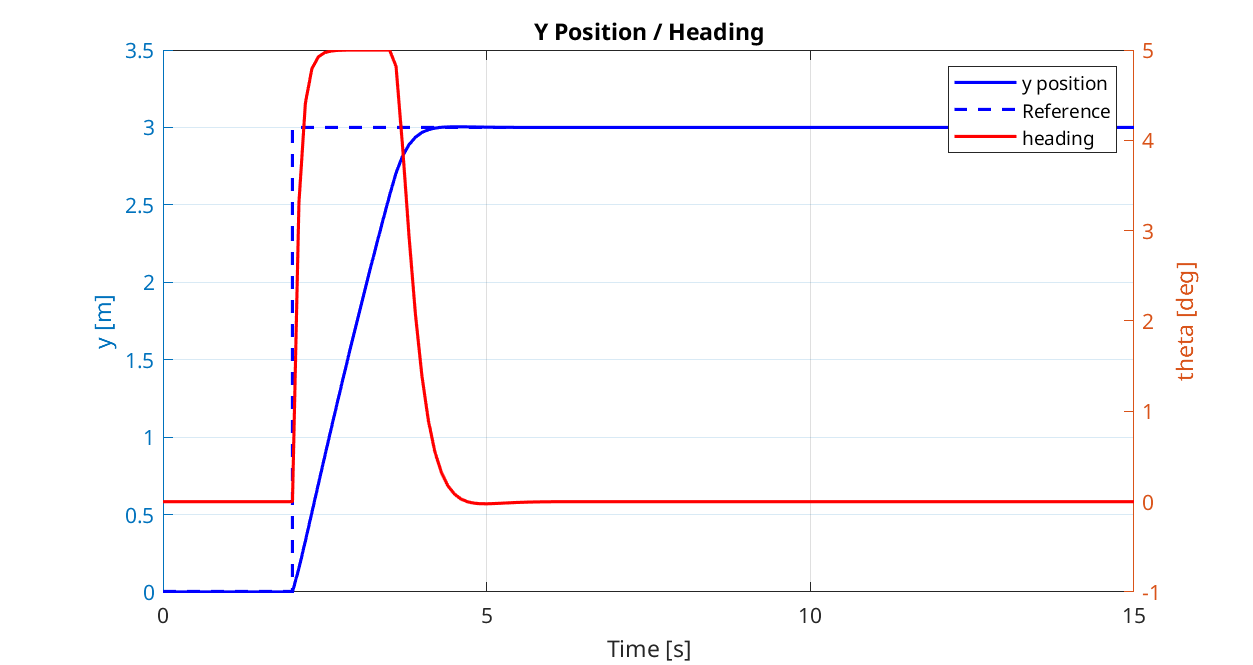 Y Position / Heading
y [m]
3.5
3
2.5
2
1.5
1
0.5
0
y position
Reference
heading
5
4
3
2
1
0
-1
theta [deg]
0
5
10
15
Time [s]